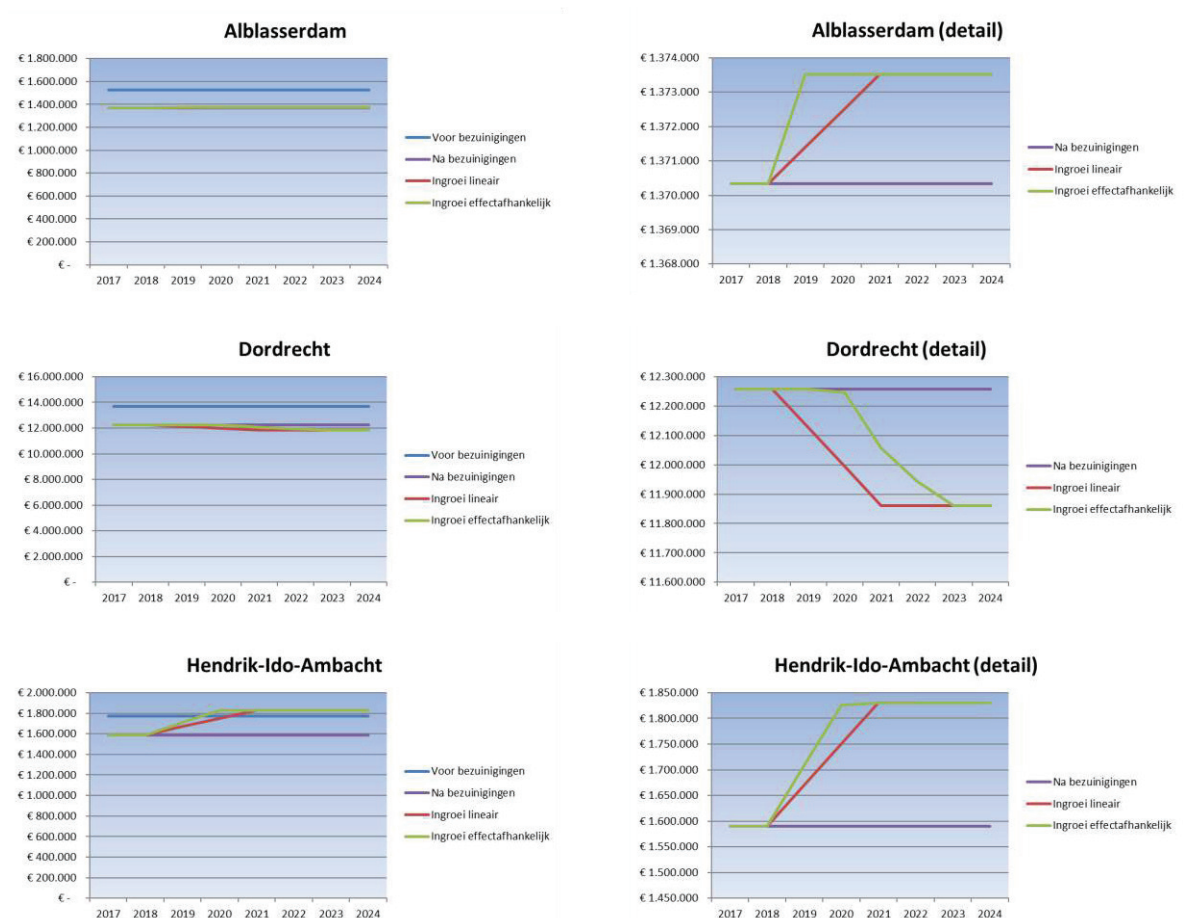 Alblasserdam
€ 1.800.000
€ 1.600.000
€ 1.400.000
€ 1.200.000
€ 1.000.000
€ 800.000
€ 600.000
€ 400.000
€ 200.000
€ -
2017 2018 2019 2020 2021 2022 2023 2024
Voor bezuinigingen
Na bezuinigingen
Ingroei lineair
Ingroei effectafhankelijk
Alblasserdam (detail)
€ 1.374.000
€ 1.373.000
€ 1.372.000
€ 1.371.000
€ 1.370.000
€ 1.369.000
€ 1.368.000
2017 2018 2019 2020 2021 2022 2023 2024
Na bezuinigingen
Ingroei lineair
Ingroei effectafhankelijk
Dordrecht
€ 16.000.000
€ 14.000.000
€ 12.000.000
€ 10.000.000
€ 8.000.000
€ 6.000.000
€ 4.000.000
€ 2.000.000
€ -
2017 2018 2019 2020 2021 2022 2023 2024
Voor bezuinigingen
Na bezuinigingen
Ingroei lineair
Ingroei effectafhankelijk
Dordrecht (detail)
€ 12.300.000
€ 12.200.000
€ 12.100.000
€ 12.000.000
€ 11.900.000
€ 11.800.000
€ 11.700.000
€ 11.600.000
2017 2018 2019 2020 2021 2022 2023 2024
Na bezuinigingen
Ingroei lineair
Ingroei effectafhankelijk
Hendrik-Ido-Ambacht
€ 2.000.000
€ 1.800.000
€ 1.600.000
€ 1.400.000
€ 1.200.000
€ 1.000.000
€ 800.000
€ 600.000
€ 400.000
€ 200.000
€ -
2017 2018 2019 2020 2021 2022 2023 2024
Voor bezuinigingen
Na bezuinigingen
Ingroei lineair
Ingroei effectafhankelijk
Hendrik-Ido-Ambacht (detail)
€ 1.850.000
€ 1.800.000
€ 1.750.000
€ 1.700.000
€ 1.650.000
€ 1.600.000
€ 1.550.000
€ 1.500.000
€ 1.450.000
2017 2018 2019 2020 2021 2022 2023 2024
Na bezuinigingen
Ingroei lineair
Ingroei effectafhankelijk